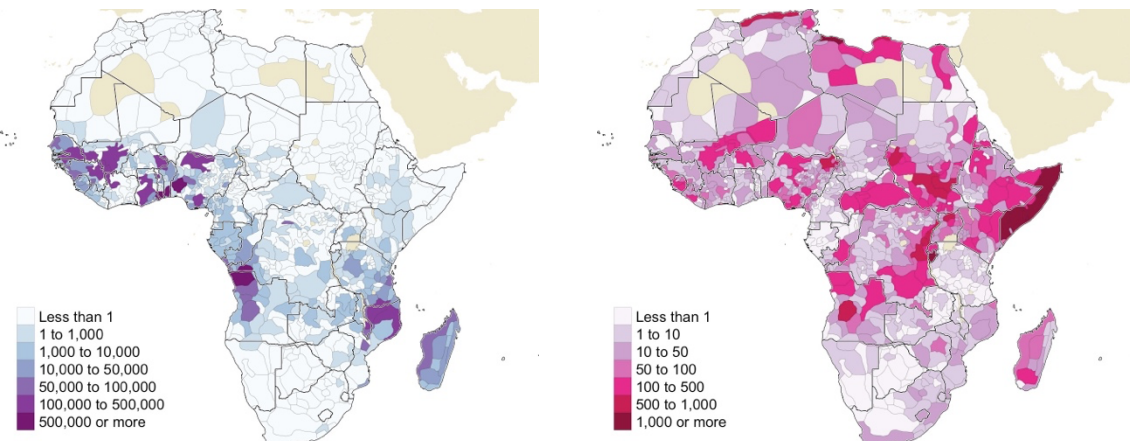 Less than 1
1 to 1,000
1,000 to 10,000
10,000 to 50,000
50,000 to 100,000
100,000 to 500,000
500,000 or more
Less than 1
1 to 10
10 to 50
50 to 100
100 to 500
500 to 1,000
1,000 or more